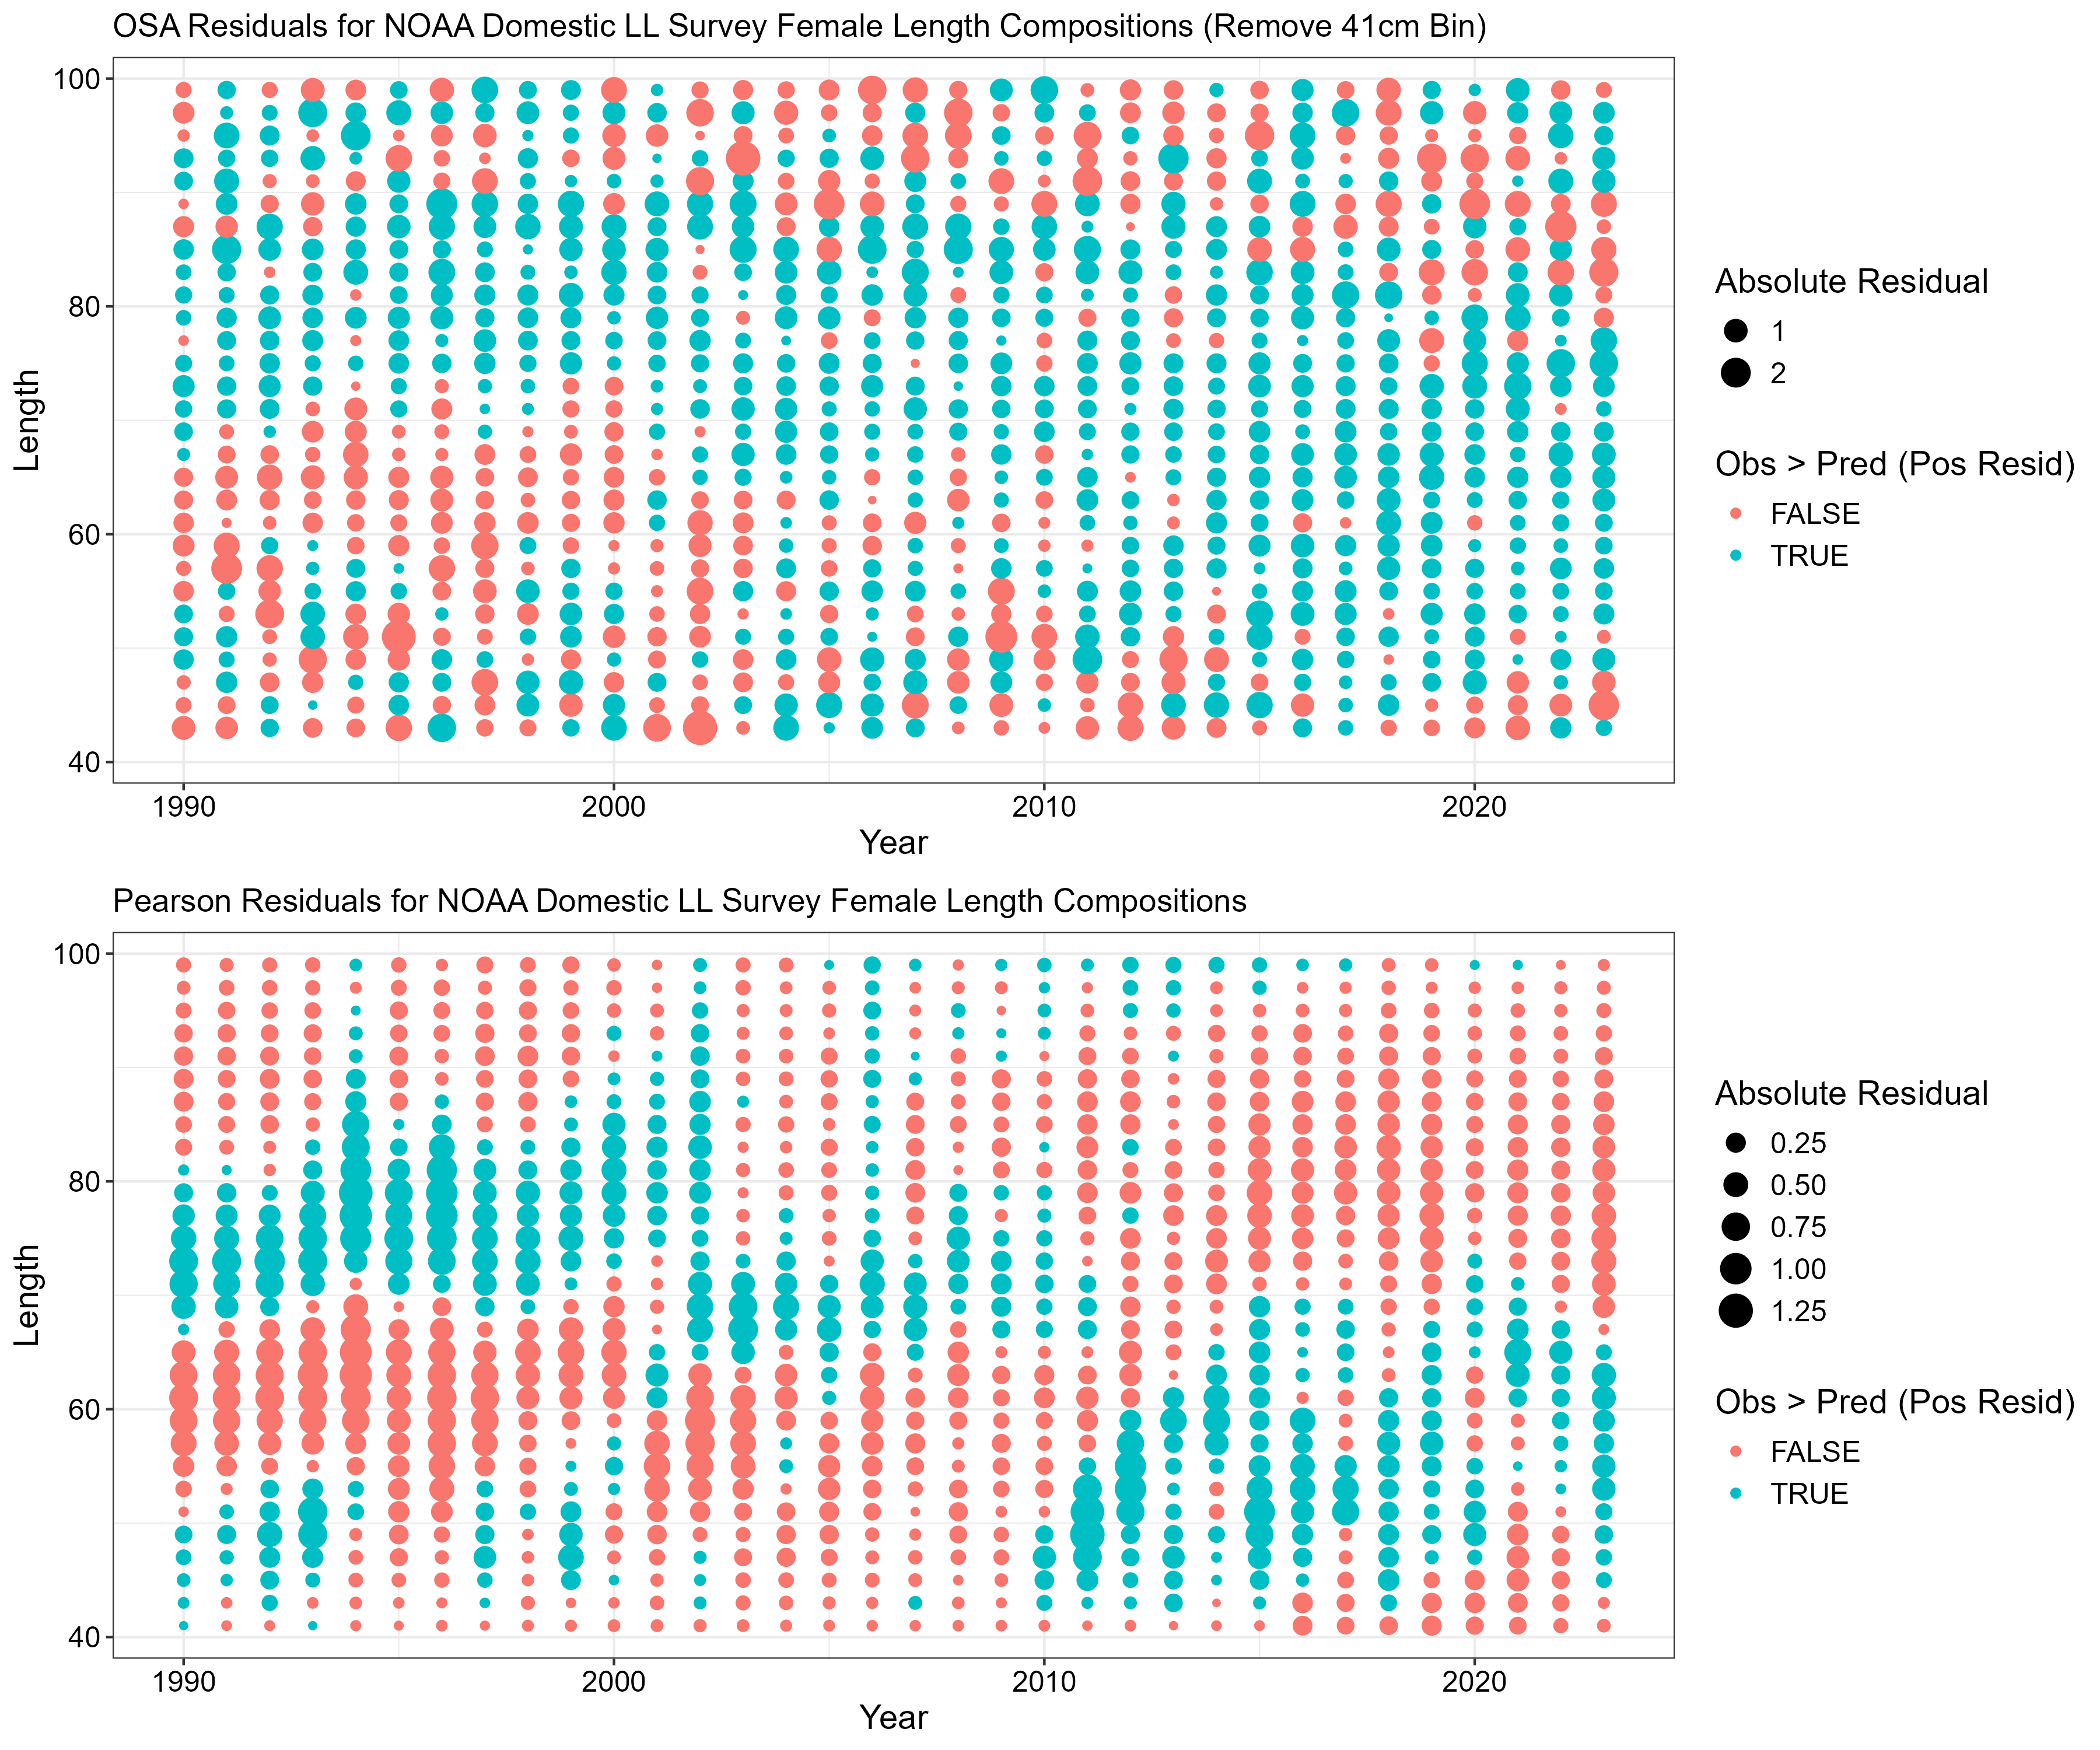 OSA Residuals for NOAA Domestic LL Survey Female Length Compositions (Remove 41cm Bin)
100
80
60
40
Length
1990
2000
2010
2020
Year
Absolute Residual
1
2
Obs > Pred (Pos Resid)
FALSE
TRUE
Pearson Residuals for NOAA Domestic LL Survey Female Length Compositions
100
80
60
40
Length
1990
2000
2010
2020
Year
Absolute Residual
0.25
0.50
0.75
1.00
1.25
Obs > Pred (Pos Resid)
FALSE
TRUE